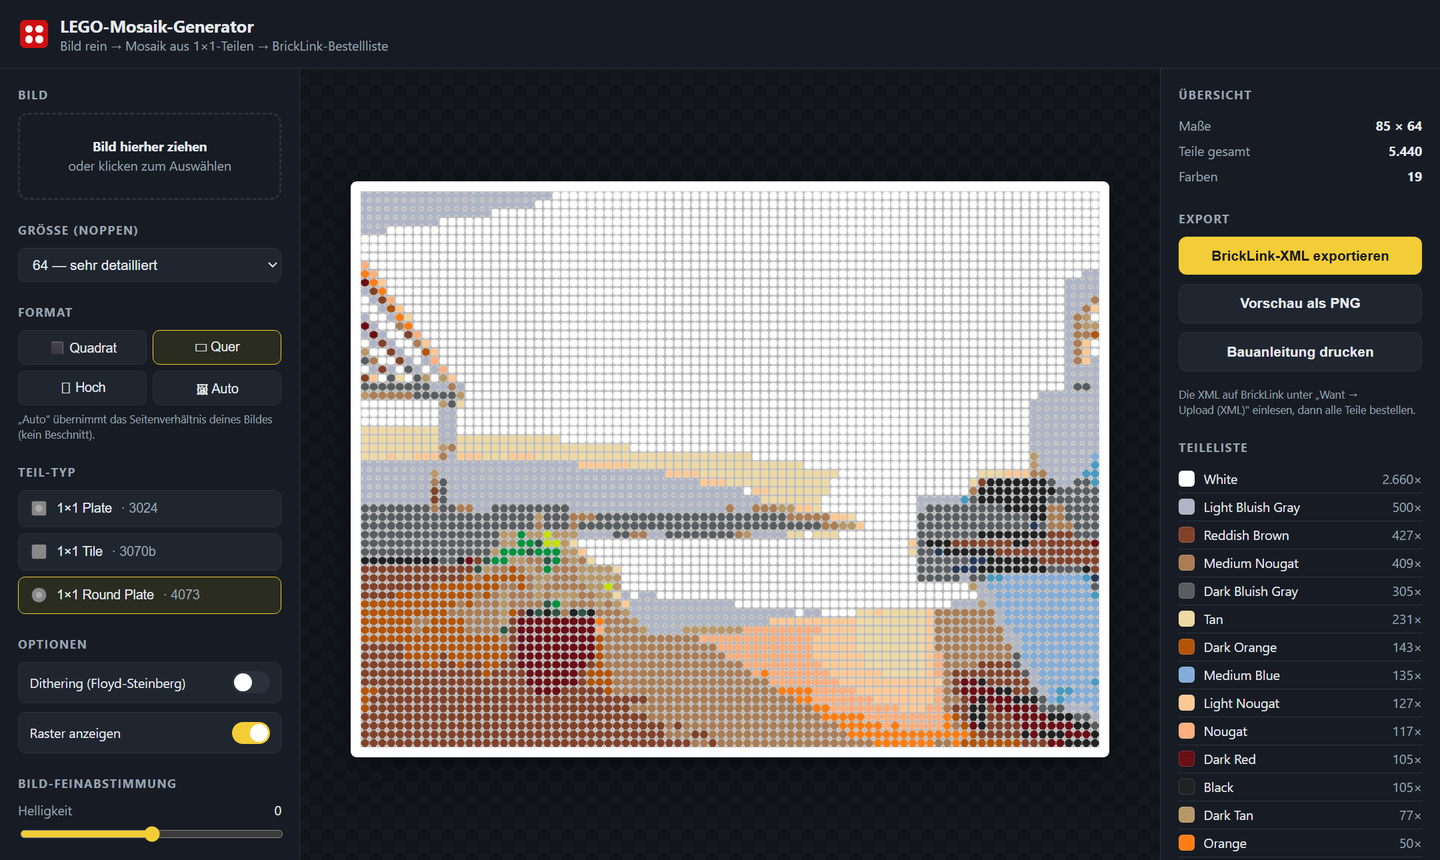 LEGO-Mosaik-Generator
Bild rein → Mosaik aus 1×1-Teilen → BrickLink-Bestellliste
BILD
Bild hierher ziehen
oder klicken zum Auswählen
GRÖSSE (NOPPEN)
64 — sehr detailliert
FORMAT
Quadrat
Quer
Hoch
Auto
„Auto" übernimmt das Seitenverhältnis deines Bildes
(kein Beschnitt).
TEIL-TYP
1×1 Plate · 3024
1×1 Tile · 3070b
1×1 Round Plate · 4073
OPTIONEN
Dithering (Floyd-Steinberg)
Raster anzeigen
BILD-FEINABSTIMMUNG
Helligkeit 0
ÜBERSICHT
Maße 85 × 64
Teile gesamt 5.440
Farben 19
EXPORT
BrickLink-XML exportieren
Vorschau als PNG
Bauanleitung drucken
Die XML auf BrickLink unter „Want →
Upload (XML)" einlesen, dann alle Teile bestellen.
TEILELISTE
White 2.660×
Light Bluish Gray 500×
Reddish Brown 427×
Medium Nougat 409×
Dark Bluish Gray 305×
Tan 231×
Dark Orange 143×
Medium Blue 135×
Light Nougat 127×
Nougat 117×
Dark Red 105×
Black 105×
Dark Tan 77×
Orange 50×